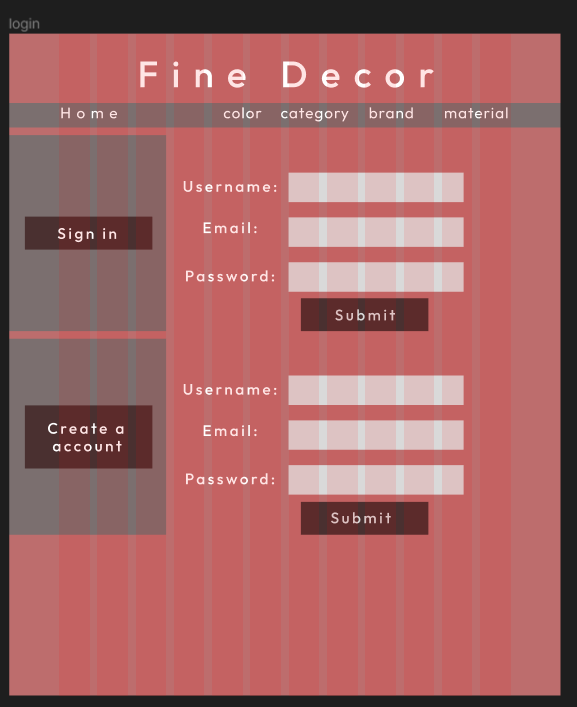 login
Fine Decor
Home color category brand material
Username:
Sign in
Email:
Password:
Submit
Username:
Create a
account
Email:
Password:
Submit